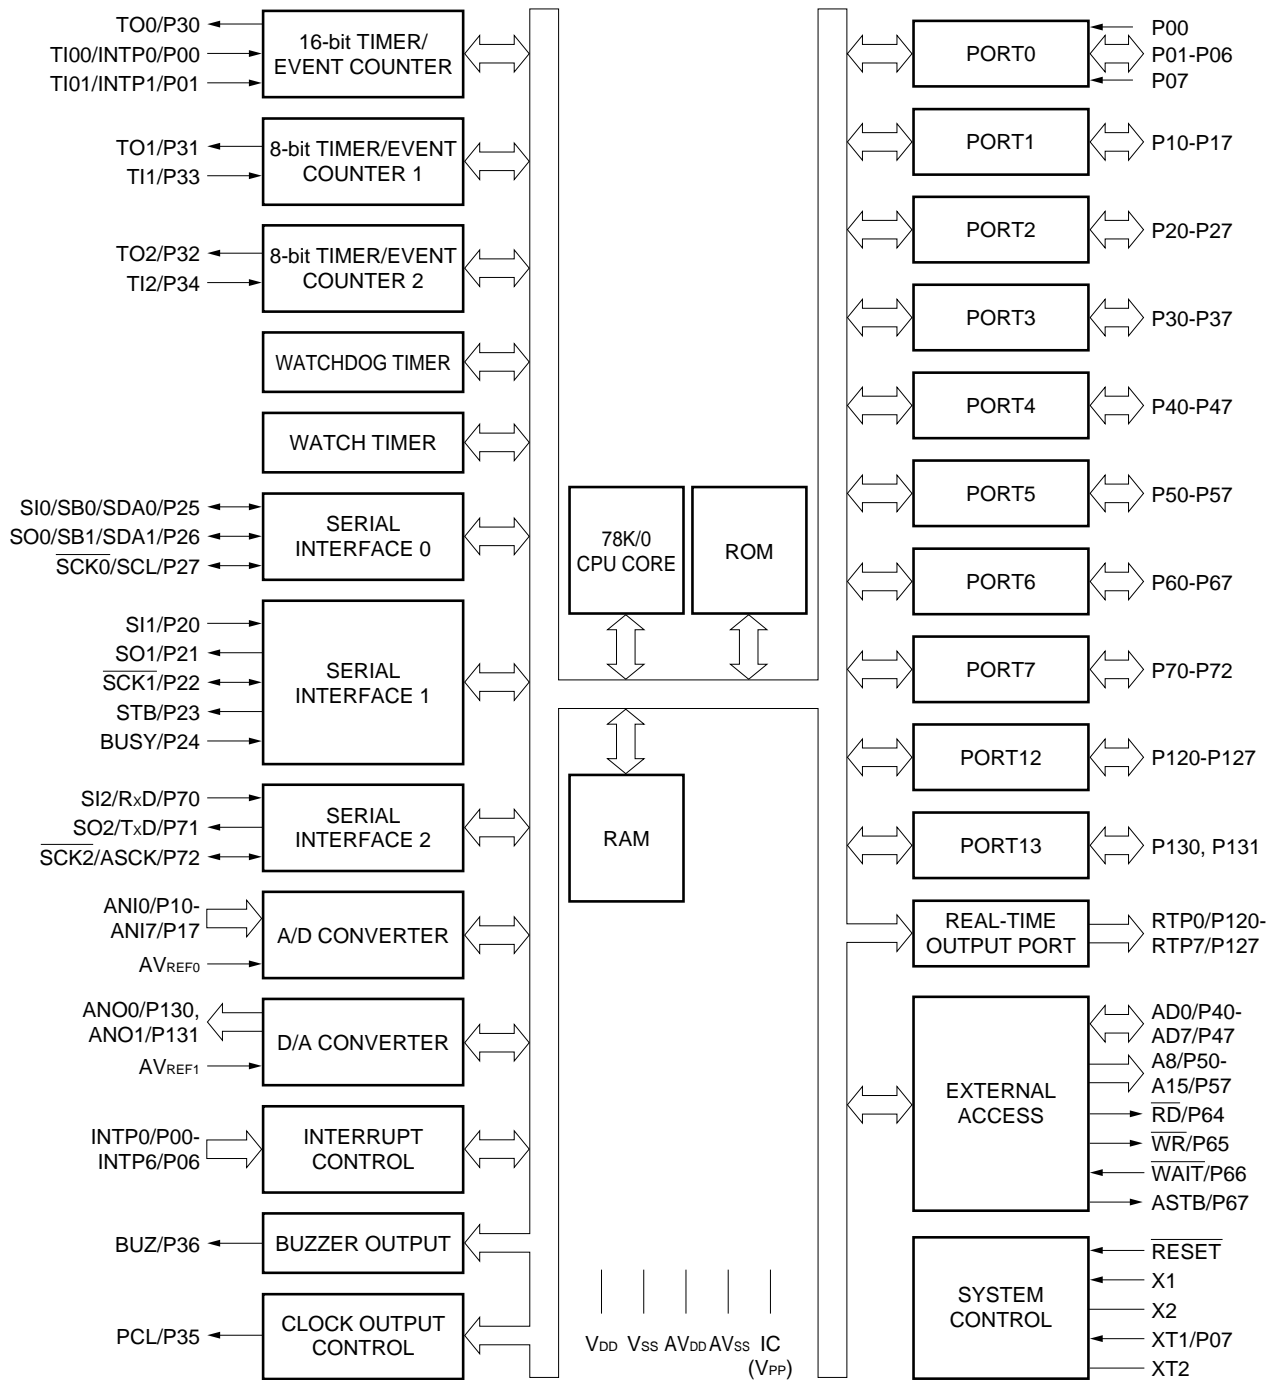 TO0/P30
TI00/INTP0/P00
TI01/INTP1/P01
16-bit TIMER/
EVENT COUNTER
TO1/P31
TI1/P33
8-bit TIMER/EVENT
COUNTER 1
TO2/P32
TI2/P34
8-bit TIMER/EVENT
COUNTER 2
WATCHDOG TIMER
WATCH TIMER
SI0/SB0/SDA0/P25
SO0/SB1/SDA1/P26
SCK0/SCL/P27
SERIAL
INTERFACE 0
SI1/P20
SO1/P21
SCK1/P22
STB/P23
BUSY/P24
SERIAL
INTERFACE 1
SI2/RxD/P70
SO2/TxD/P71
SCK2/ASCK/P72
SERIAL
INTERFACE 2
ANI0/P10-
ANI7/P17
AVREF0
A/D CONVERTER
ANO0/P130,
ANO1/P131
AVREF1
D/A CONVERTER
INTP0/P00-
INTP6/P06
INTERRUPT
CONTROL
BUZ/P36
BUZZER OUTPUT
PCL/P35
CLOCK OUTPUT
CONTROL
78K/0
CPU CORE
ROM
RAM
VDD VSS AVDD AVSS IC
(VPP)
PORT0
P00
P01-P06
P07
PORT1
P10-P17
PORT2
P20-P27
PORT3
P30-P37
PORT4
P40-P47
PORT5
P50-P57
PORT6
P60-P67
PORT7
P70-P72
PORT12
P120-P127
PORT13
P130, P131
REAL-TIME
OUTPUT PORT
RTP0/P120-
RTP7/P127
EXTERNAL
ACCESS
AD0/P40-
AD7/P47
A8/P50-
A15/P57
RD/P64
WR/P65
WAIT/P66
ASTB/P67
SYSTEM
CONTROL
RESET
X1
X2
XT1/P07
XT2